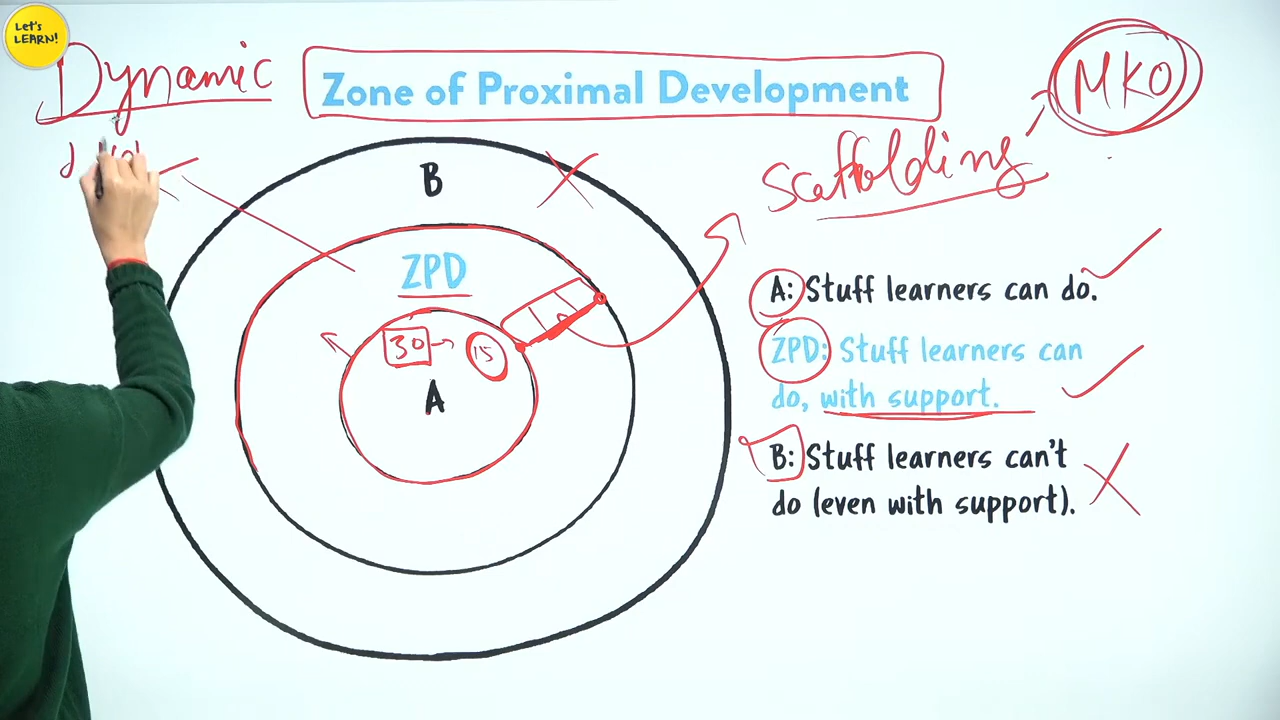 Let's
LEARN!
Dynamic
Zone of Proximal Development
MKO
Scaffolding
B
ZPD
30
15
A
A: Stuff learners can do.
ZPD: Stuff learners can
do, with support.
B: Stuff learners can't
do (even with support).